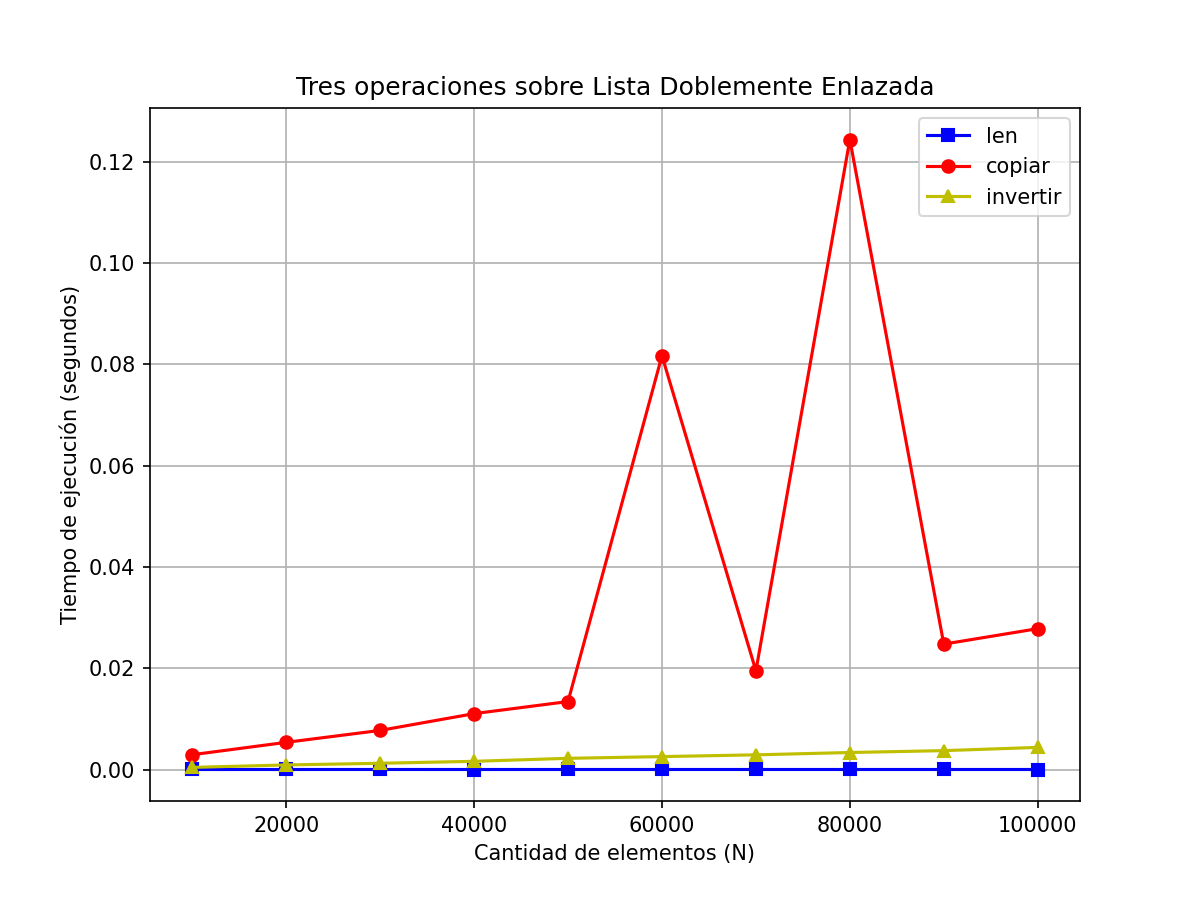 Tres operaciones sobre Lista Doblemente Enlazada
len
copiar
invertir
0.12
0.10
0.08
0.06
0.04
0.02
0.00
Tiempo de ejecución (segundos)
20000 40000 60000 80000 100000
Cantidad de elementos (N)